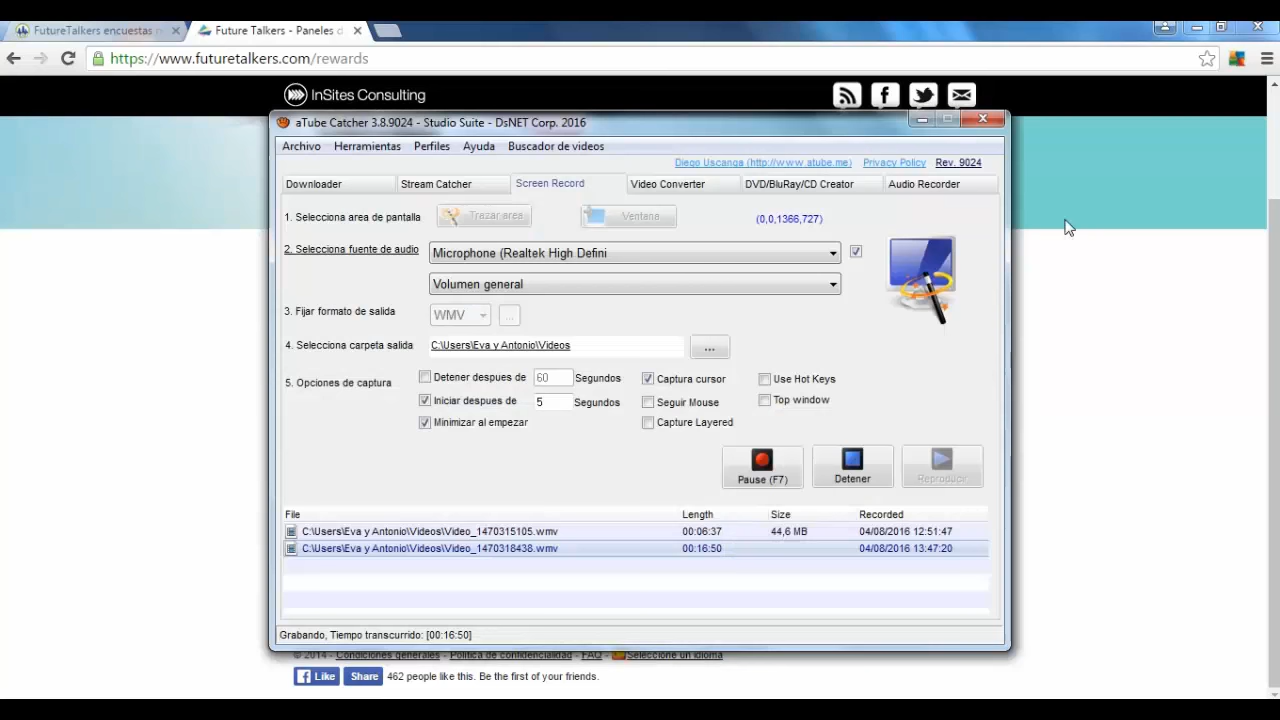 FutureTalkers encuestas
Future Talkers - Paneles d
https://www.futuretalkers.com/rewards
InSites Consulting
aTube Catcher 3.8.9024 - Studio Suite - DsNET Corp. 2016
Archivo Herramientas Perfiles Ayuda Buscador de videos
Diego Uscanga (http://www.atube.me) Privacy Policy Rev. 9024
Downloader Stream Catcher Screen Record Video Converter DVD/BluRay/CD Creator Audio Recorder
1. Selecciona area de pantalla Trazar area Ventana (0,0,1366,727)
2. Selecciona fuente de audio Microphone (Realtek High Defini
Volumen general
3. Fijar formato de salida WMV ...
4. Selecciona carpeta salida C:\Users\Eva y Antonio\Videos ...
5. Opciones de captura Detener despues de 60 Segundos Captura cursor Use Hot Keys
Iniciar despues de 5 Segundos Seguir Mouse Top window
Minimizar al empezar Capture Layered
Pause (F7) Detener Reproducir
File Length Size Recorded
C:\Users\Eva y Antonio\Videos\Video_1470315105.wmv 00:06:37 44,6 MB 04/08/2016 12:51:47
C:\Users\Eva y Antonio\Videos\Video_1470318438.wmv 00:16:50 04/08/2016 13:47:20
Grabando, Tiempo transcurrido: [00:16:50]
© 2014 - Condiciones generales - Política de confidencialidad - FAQ - Seleccione un idioma
Like Share 462 people like this. Be the first of your friends.